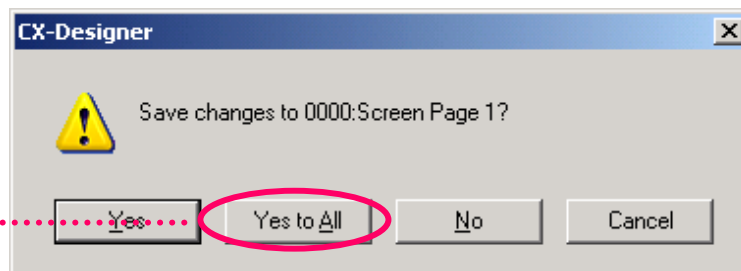 CX-Designer
Save changes to 0000:Screen Page 1?
Yes Yes to All No Cancel